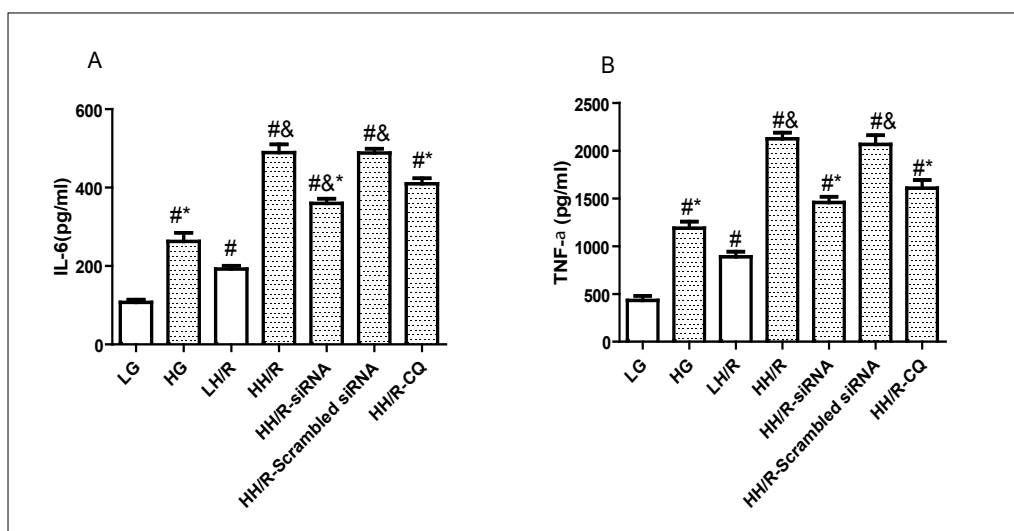 A
IL-6(pg/ml)
600
400
200
0
#*
#
#&
#&*
#&
#*
LG
HG
LH/R
HH/R
HH/R-siRNA
HH/R-Scrambled siRNA
HH/R-CQ
B
TNF-a (pg/ml)
2500
2000
1500
1000
500
0
#*
#
#&
#*
#&
#*
LG
HG
LH/R
HH/R
HH/R-siRNA
HH/R-Scrambled siRNA
HH/R-CQ